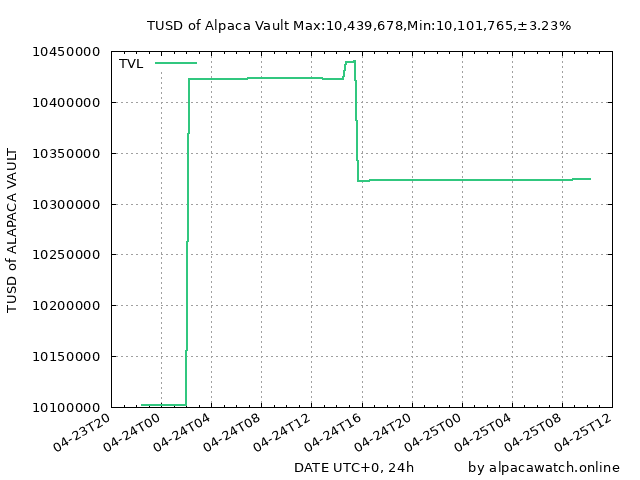 TUSD of Alpaca Vault Max:10,439,678,Min:10,101,765,±3.23%
TVL
10450000
10400000
10350000
10300000
10250000
10200000
10150000
10100000
TUSD of ALAPACA VAULT
04-23T20
04-24T00
04-24T04
04-24T08
04-24T12
04-24T16
04-24T20
04-25T00
04-25T04
04-25T08
04-25T12
DATE UTC+0, 24h
by alpacawatch.online